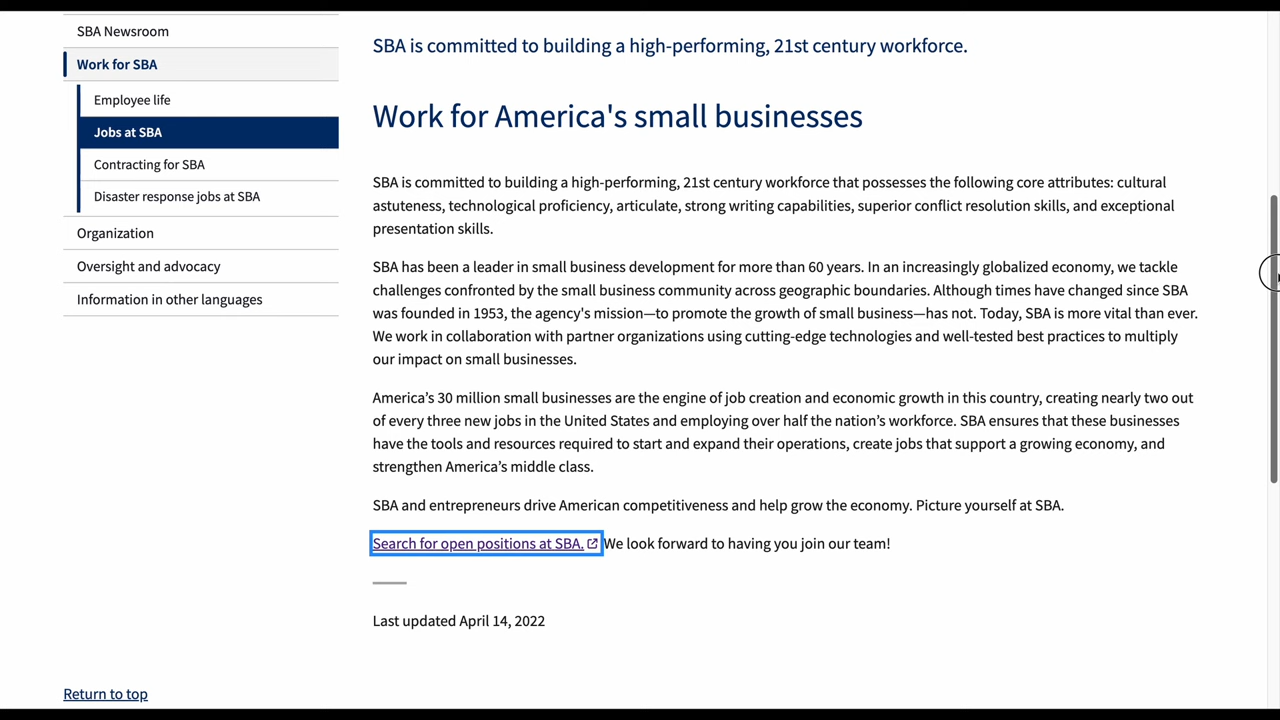 SBA Newsroom
Work for SBA
Employee life
Jobs at SBA
Contracting for SBA
Disaster response jobs at SBA
Organization
Oversight and advocacy
Information in other languages
SBA is committed to building a high-performing, 21st century workforce.
Work for America's small businesses
SBA is committed to building a high-performing, 21st century workforce that possesses the following core attributes: cultural
astuteness, technological proficiency, articulate, strong writing capabilities, superior conflict resolution skills, and exceptional
presentation skills.
SBA has been a leader in small business development for more than 60 years. In an increasingly globalized economy, we tackle
challenges confronted by the small business community across geographic boundaries. Although times have changed since SBA
was founded in 1953, the agency's mission—to promote the growth of small business—has not. Today, SBA is more vital than ever.
We work in collaboration with partner organizations using cutting-edge technologies and well-tested best practices to multiply
our impact on small businesses.
America’s 30 million small businesses are the engine of job creation and economic growth in this country, creating nearly two out
of every three new jobs in the United States and employing over half the nation’s workforce. SBA ensures that these businesses
have the tools and resources required to start and expand their operations, create jobs that support a growing economy, and
strengthen America’s middle class.
SBA and entrepreneurs drive American competitiveness and help grow the economy. Picture yourself at SBA.
Search for open positions at SBA. We look forward to having you join our team!
Last updated April 14, 2022
Return to top